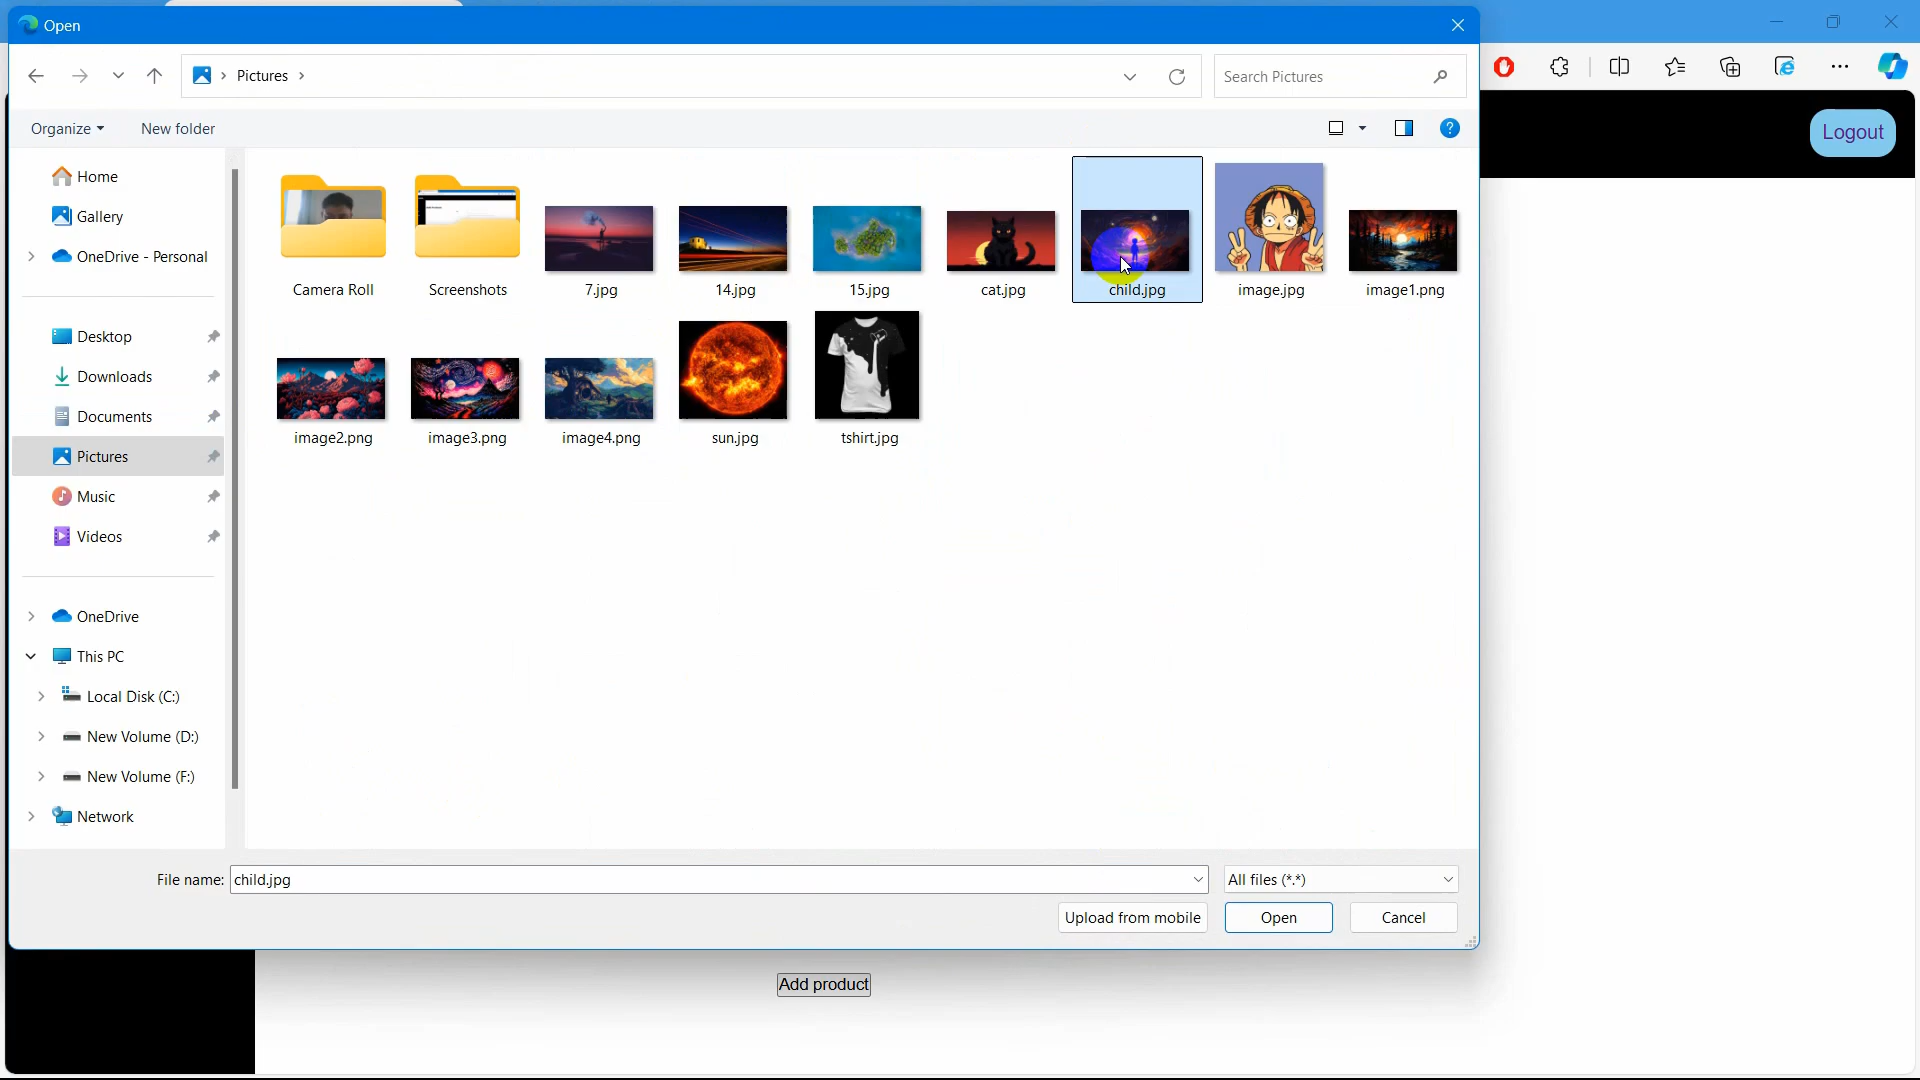 Open
Pictures
Search Pictures
Organize
New folder
Logout
Home
Gallery
OneDrive - Personal
Desktop
Downloads
Documents
Pictures
Music
Videos
OneDrive
This PC
Local Disk (C:)
New Volume (D:)
New Volume (F:)
Network
Camera Roll
Screenshots
7.jpg
14.jpg
15.jpg
cat.jpg
child.jpg
image.jpg
image1.png
image2.png
image3.png
image4.png
sun.jpg
tshirt.jpg
File name: child.jpg
All files (*.*)
Upload from mobile
Open
Cancel
Add product